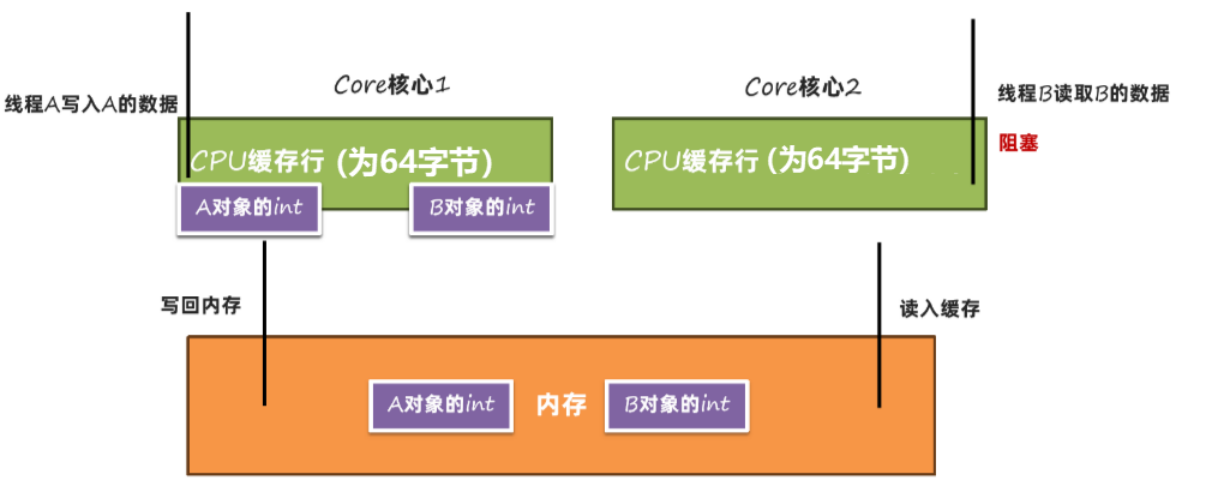 Core核心1
Core核心2
线程A写入A的数据
线程B读取B的数据
阻塞
CPU缓存行 (为64字节)
CPU缓存行 (为64字节)
A对象的int
B对象的int
写回内存
读入缓存
A对象的int
内存
B对象的int